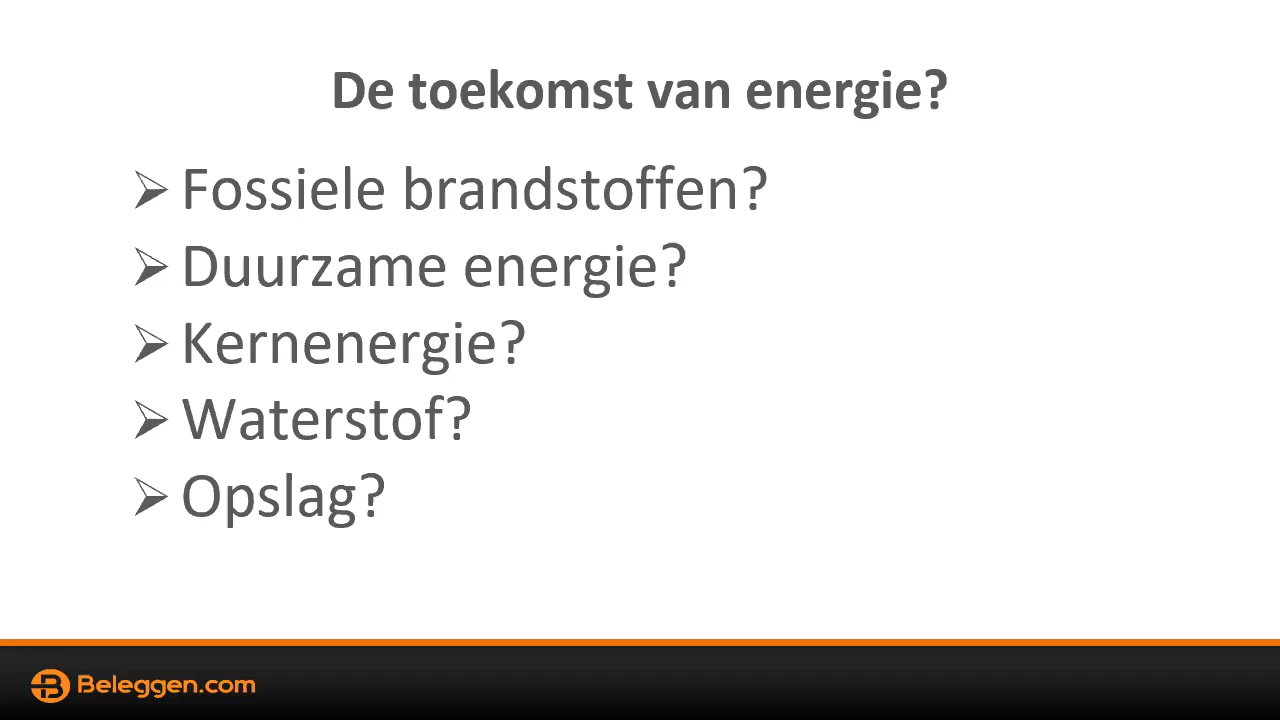 De toekomst van energie?
Fossiele brandstoffen?
Duurzame energie?
Kernenergie?
Waterstof?
Opslag?
Beleggen.com